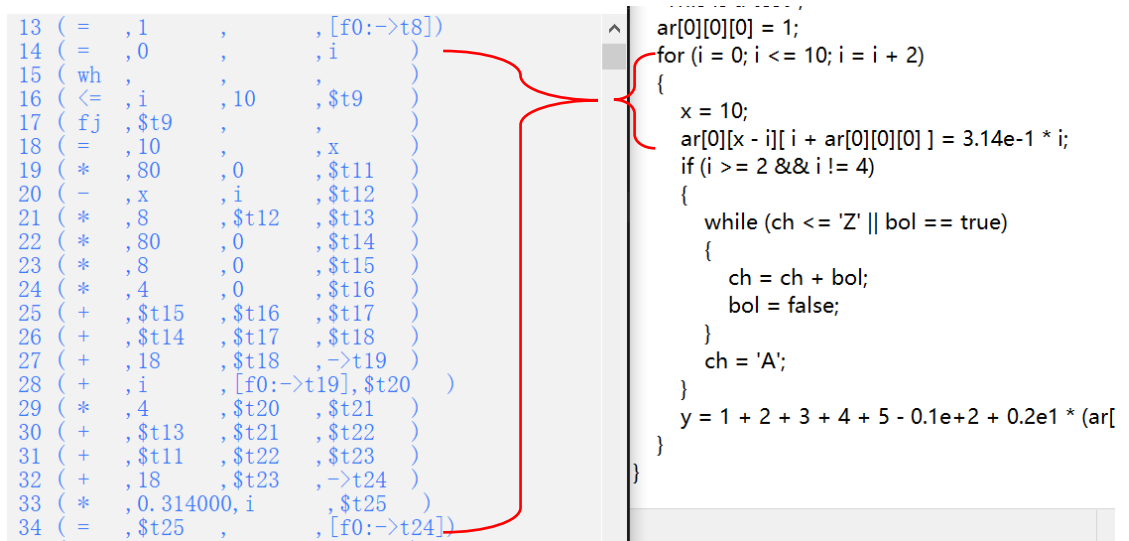 13 ( =  ,1      ,       ,[f0:->t8])
14 ( =  ,0      ,       ,i      )
15 ( wh ,       ,       ,       )
16 ( <= ,i      ,10     ,$t9    )
17 ( fj ,$t9    ,       ,       )
18 ( =  ,10     ,       ,x      )
19 ( *  ,80     ,0      ,$t11   )
20 ( -  ,x      ,i      ,$t12   )
21 ( *  ,8      ,$t12   ,$t13   )
22 ( *  ,80     ,0      ,$t14   )
23 ( *  ,8      ,0      ,$t15   )
24 ( *  ,4      ,0      ,$t16   )
25 ( +  ,$t15   ,$t16   ,$t17   )
26 ( +  ,$t14   ,$t17   ,$t18   )
27 ( +  ,18     ,$t18   ,->t19  )
28 ( +  ,i      ,[f0:->t19],$t20   )
29 ( *  ,4      ,$t20   ,$t21   )
30 ( +  ,$t13   ,$t21   ,$t22   )
31 ( +  ,$t11   ,$t22   ,$t23   )
32 ( +  ,18     ,$t23   ,->t24  )
33 ( *  ,0.314000,i      ,$t25   )
34 ( =  ,$t25   ,       ,[f0:->t24])
ar[0][0][0] = 1;
for (i = 0; i <= 10; i = i + 2)
{
x = 10;
ar[0][x - i][ i + ar[0][0][0] ] = 3.14e-1 * i;
if (i >= 2 && i != 4)
{
while (ch <= 'Z' || bol == true)
{
ch = ch + bol;
bol = false;
}
ch = 'A';
}
y = 1 + 2 + 3 + 4 + 5 - 0.1e+2 + 0.2e1 * (ar[
}
}